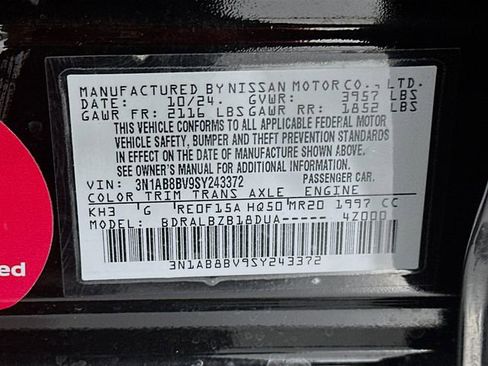 MANUFACTURED BY NISSAN MOTOR CO., LTD.
DATE: 10/24 GVWR: 3957 LBS
GAWR FR: 2116 LBS GAWR RR: 1852 LBS
THIS VEHICLE CONFORMS TO ALL APPLICABLE FEDERAL MOTOR
VEHICLE SAFETY, BUMPER AND THEFT PREVENTION STANDARDS
IN EFFECT ON THE DATE OF MANUFACTURE SHOWN ABOVE.
SEE OWNER'S MANUAL FOR ADDITIONAL INFORMATION.
VIN: 3N1AB8BV9SY243372 PASSENGER CAR.
COLOR TRIM TRANS AXLE ENGINE
KH3 G RE0F15A HQ50 MR20 1997 CC
MODEL: BDRALBZB18DUA----- 4Z000
3N1AB8BV9SY243372
ed